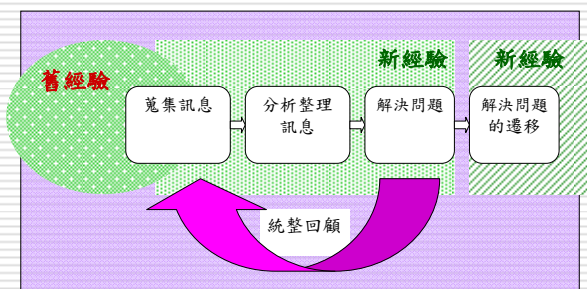 新經驗
新經驗
舊經驗
蒐集訊息
分析整理
訊息
解決問題
解決問題
的遷移
統整回顧